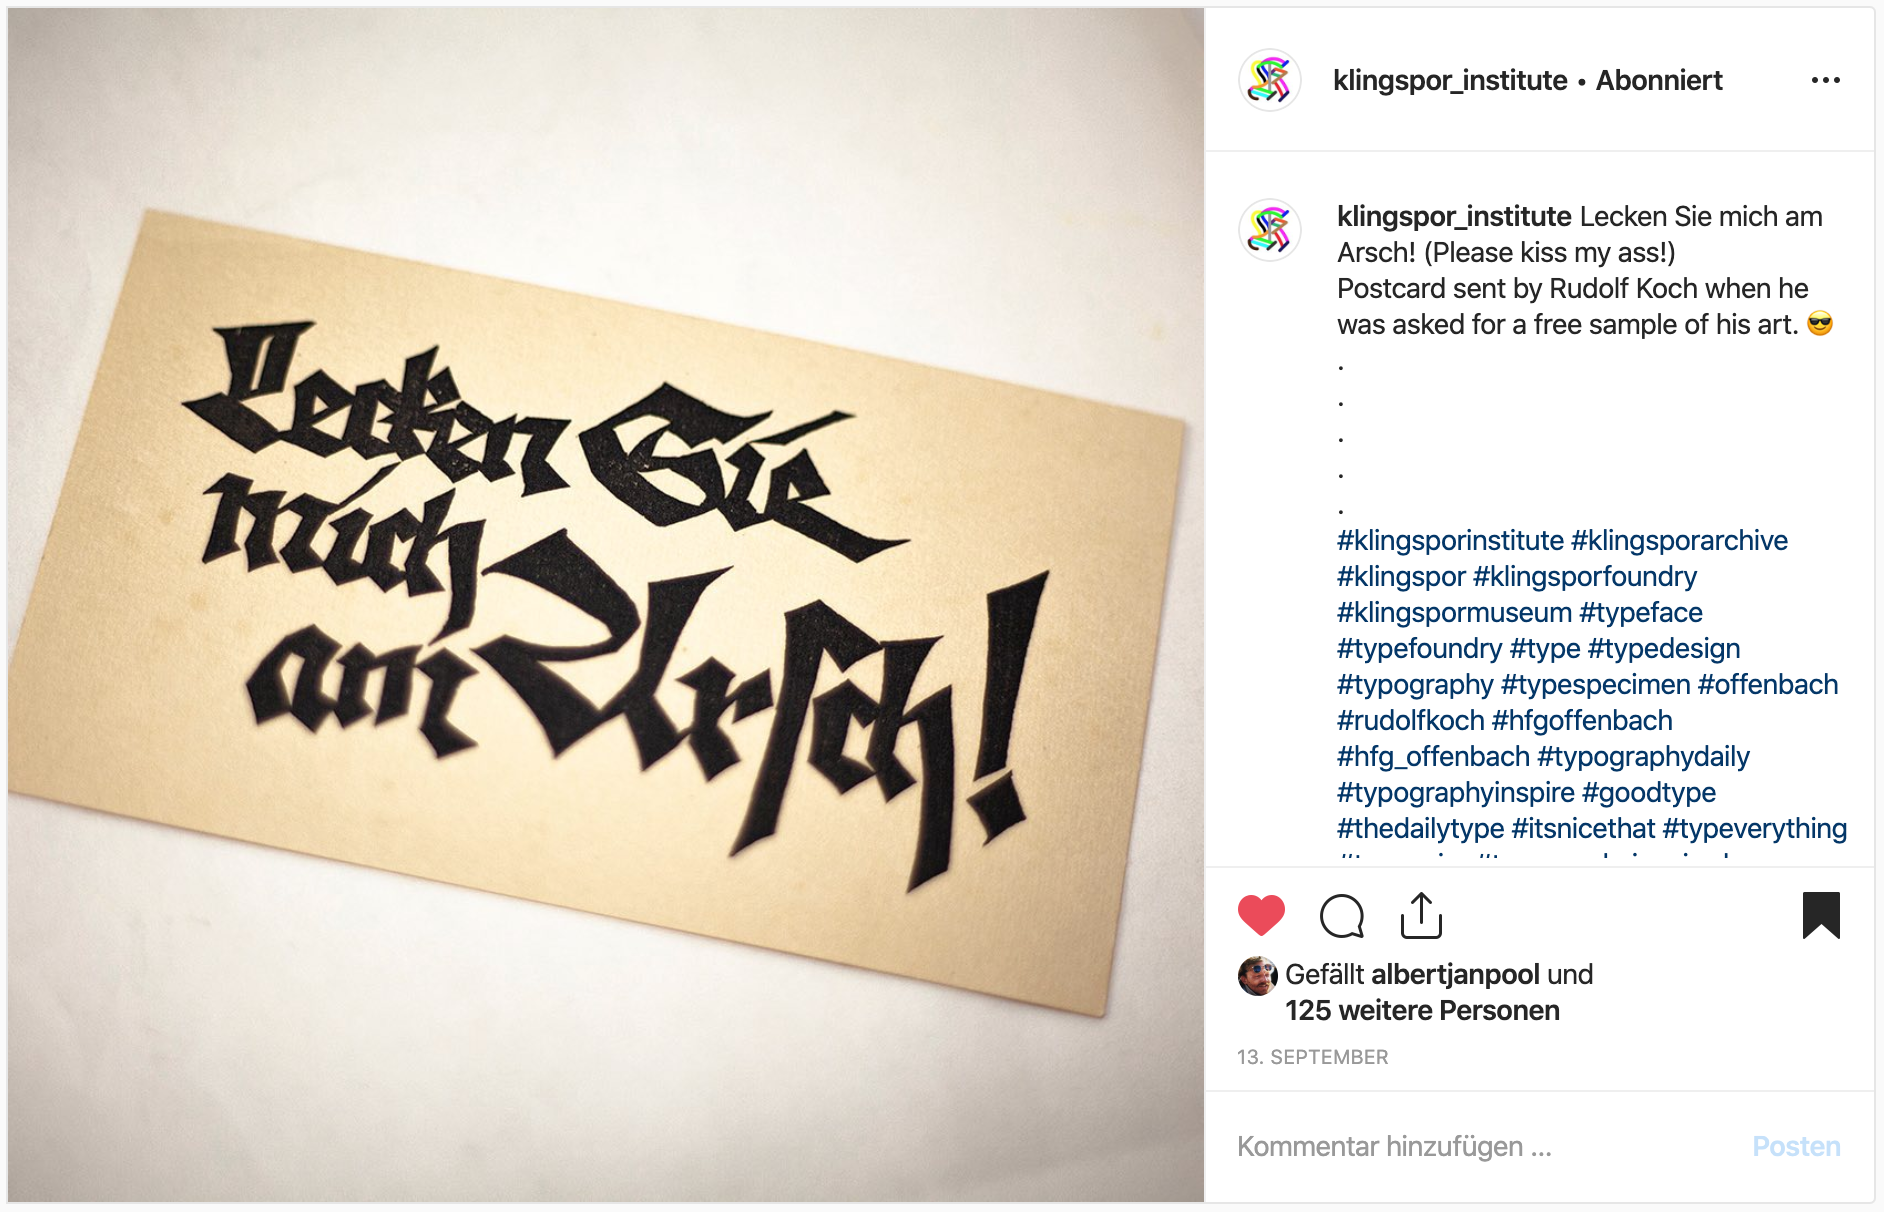 Lecken Sie
mich
am Arſch!
klingspor_institute • Abonniert
klingspor_institute Lecken Sie mich am
Arsch! (Please kiss my ass!)
Postcard sent by Rudolf Koch when he
was asked for a free sample of his art. 😎
.
.
.
.
.
#klingsporinstitute #klingsporarchive
#klingspor #klingsporfoundry
#klingspormuseum #typeface
#typefoundry #type #typedesign
#typography #typespecimen #offenbach
#rudolfkoch #hfgoffenbach
#hfg_offenbach #typographydaily
#typographyinspire #goodtype
#thedailytype #itsnicethat #typeverything
Gefällt albertjanpool und
125 weitere Personen
13. SEPTEMBER
Kommentar hinzufügen ...
Posten